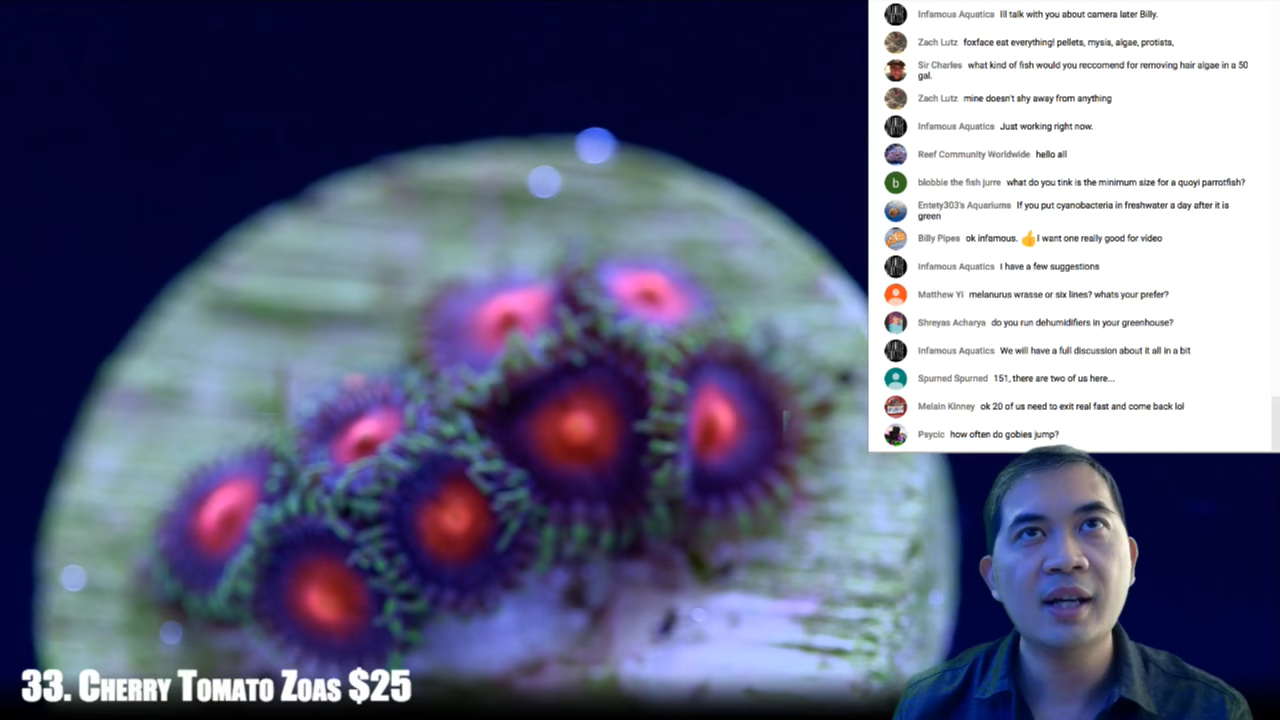 Infamous Aquatics Ill talk with you about camera later Billy.
Zach Lutz foxface eat everything! pellets, mysis, algae, protists,
Sir Charles what kind of fish would you reccomend for removing hair algae in a 50
gal.
Zach Lutz mine doesn't shy away from anything
Infamous Aquatics Just working right now.
Reef Community Worldwide hello all
b
blobbie the fish jurre what do you tink is the minimum size for a quoyi parrotfish?
Entety303's Aquariums If you put cyanobacteria in freshwater a day after it is
green
Billy Pipes ok infamous. 👍I want one really good for video
Infamous Aquatics I have a few suggestions
Matthew Yi melanurus wrasse or six lines? whats your prefer?
Shreyas Acharya do you run dehumidifiers in your greenhouse?
Infamous Aquatics We will have a full discussion about it all in a bit
Spurned Spurned 151, there are two of us here...
Melain Kinney ok 20 of us need to exit real fast and come back lol
Psycic how often do gobies jump?
33. Cherry Tomato Zoas $25